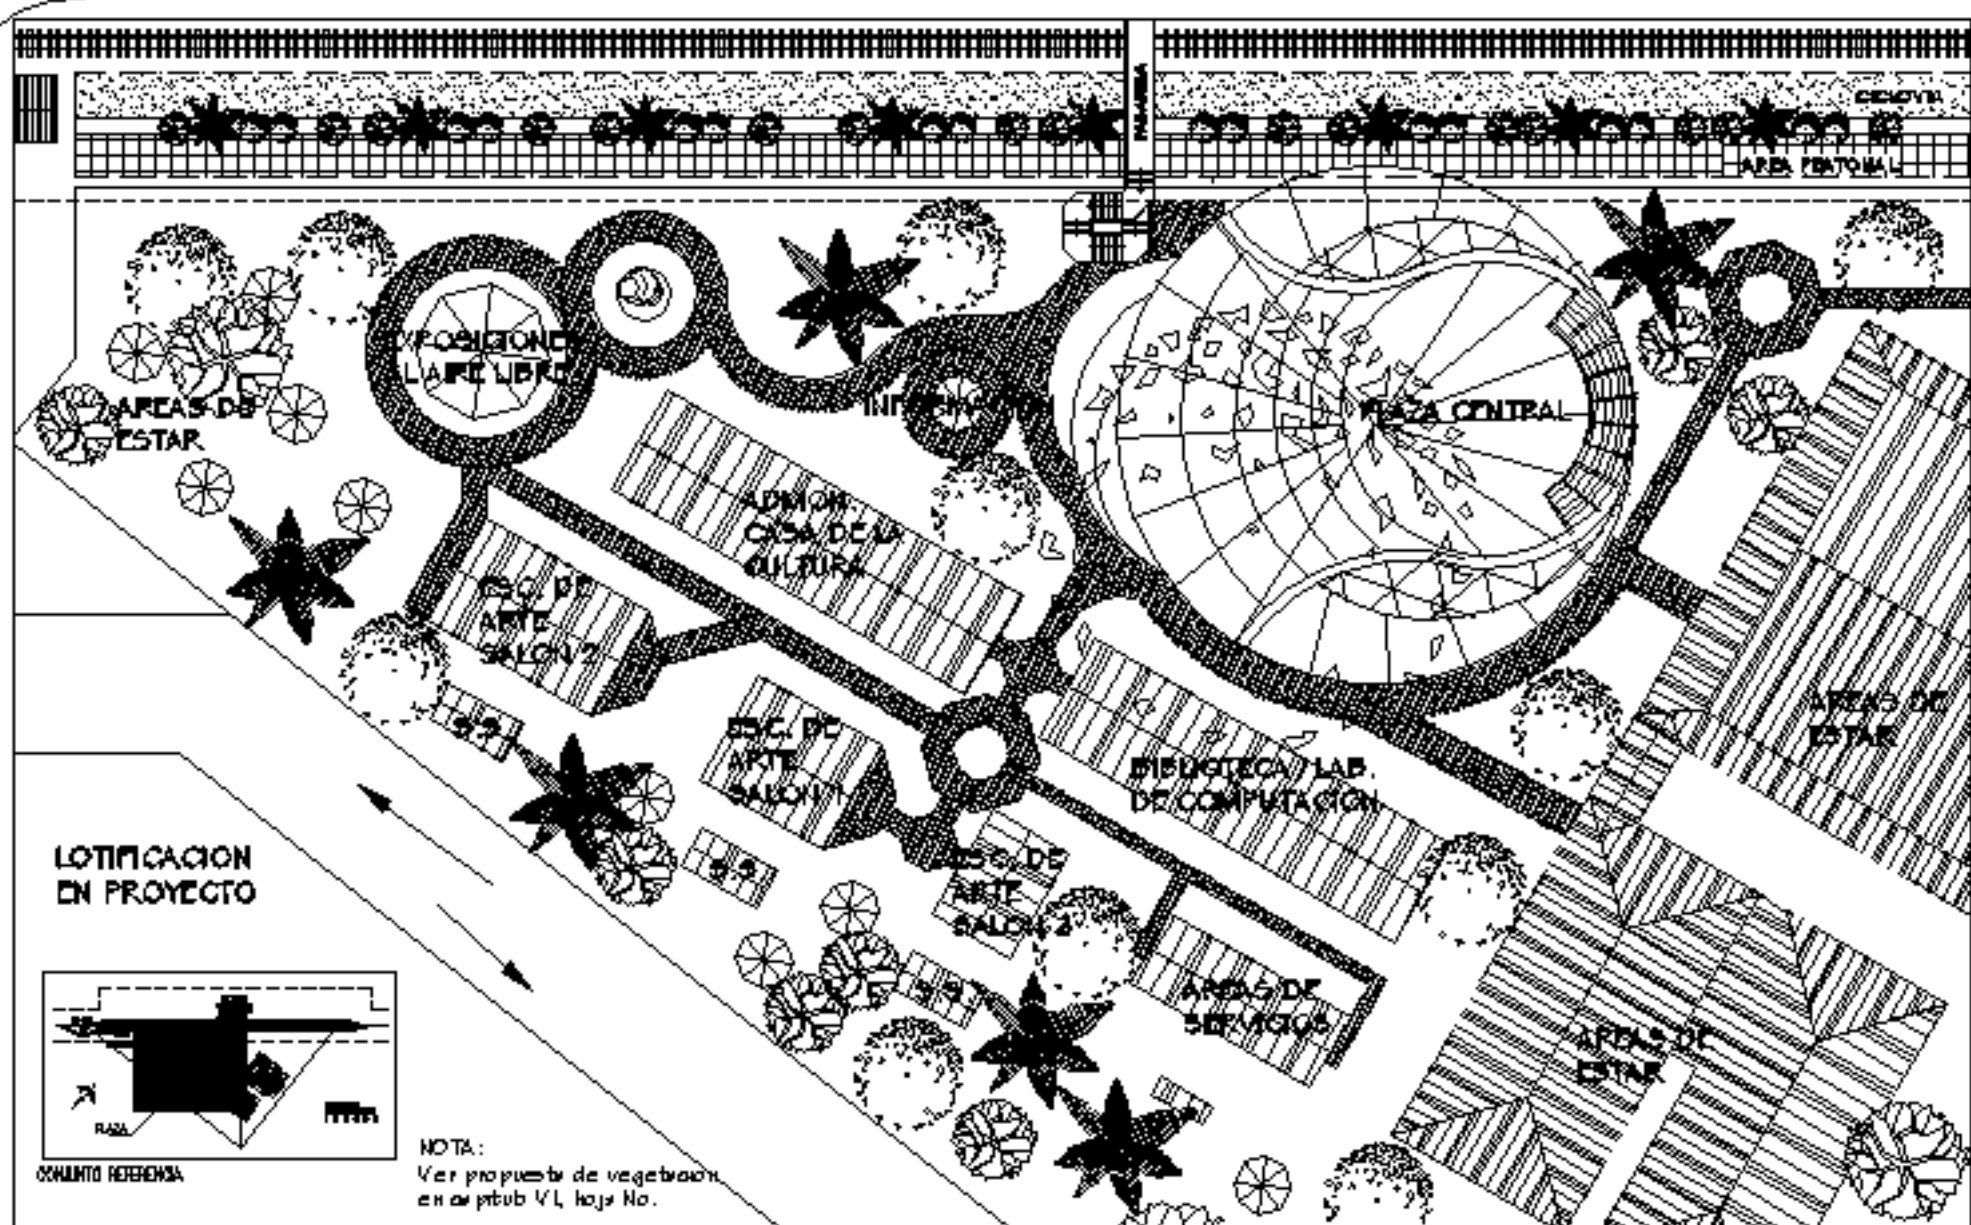 CICLOVIA
AREA PEATONAL
EXPOSICIONES
AL AIRE LIBRE
AREAS DE
ESTAR
INFORMACION
PLAZA CENTRAL
ADMON.
CASA DE LA
CULTURA
ESC. DE
ARTE
SALON 2
S.S.
ESC. DE
ARTE
SALON 1
BIBLIOTECA / LAB.
DE COMPUTACION
AREAS DE
ESTAR
S.S.
ESC. DE
ARTE
SALON 2
S.S.
AREAS DE
SERVICIOS
AREAS DE
ESTAR
LOTIFICACION
EN PROYECTO
PLAZA
CONJUNTO REFERENCIA
NOTA:
Ver propuesta de vegetacion
en capitulo VI, hoja No.